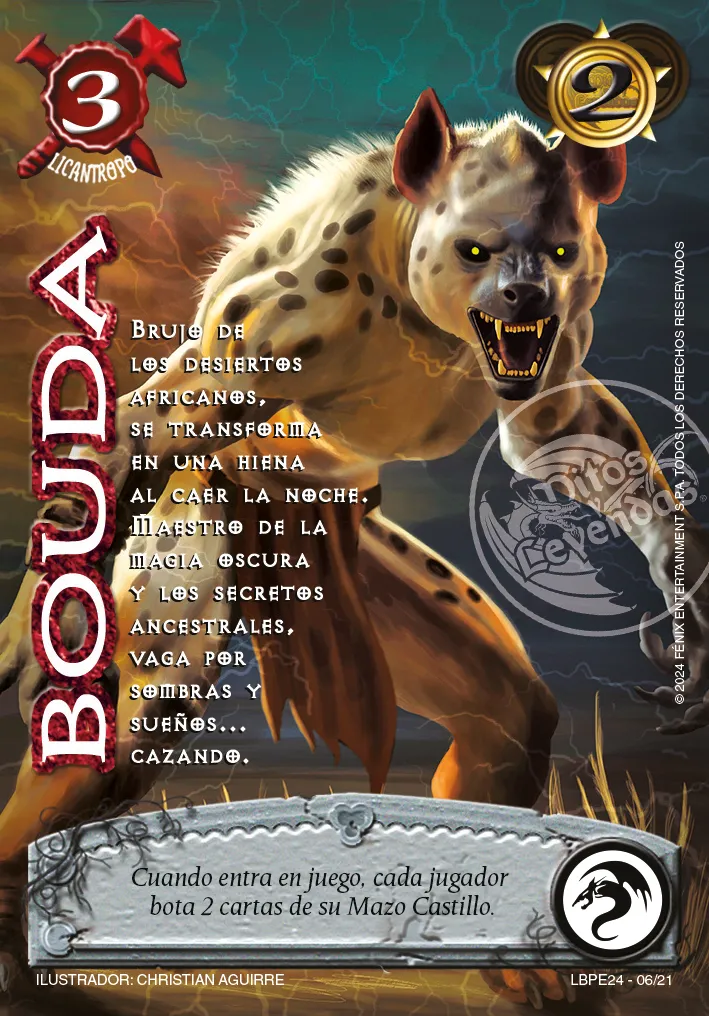 3
LICANTROPO
2
BOUDA
Brujo de
los desiertos
africanos,
se transforma
en una hiena
al caer la noche.
Maestro de la
magia oscura
y los secretos
ancestrales,
vaga por
sombras y
sueños...
cazando.
Mitos
Leyendas
®
©2024 FÉNIX ENTERTAINMENT S.P.A. TODOS LOS DERECHOS RESERVADOS
Cuando entra en juego, cada jugador
bota 2 cartas de su Mazo Castillo.
ILUSTRADOR: CHRISTIAN AGUIRRE
LBPE24 - 06/21